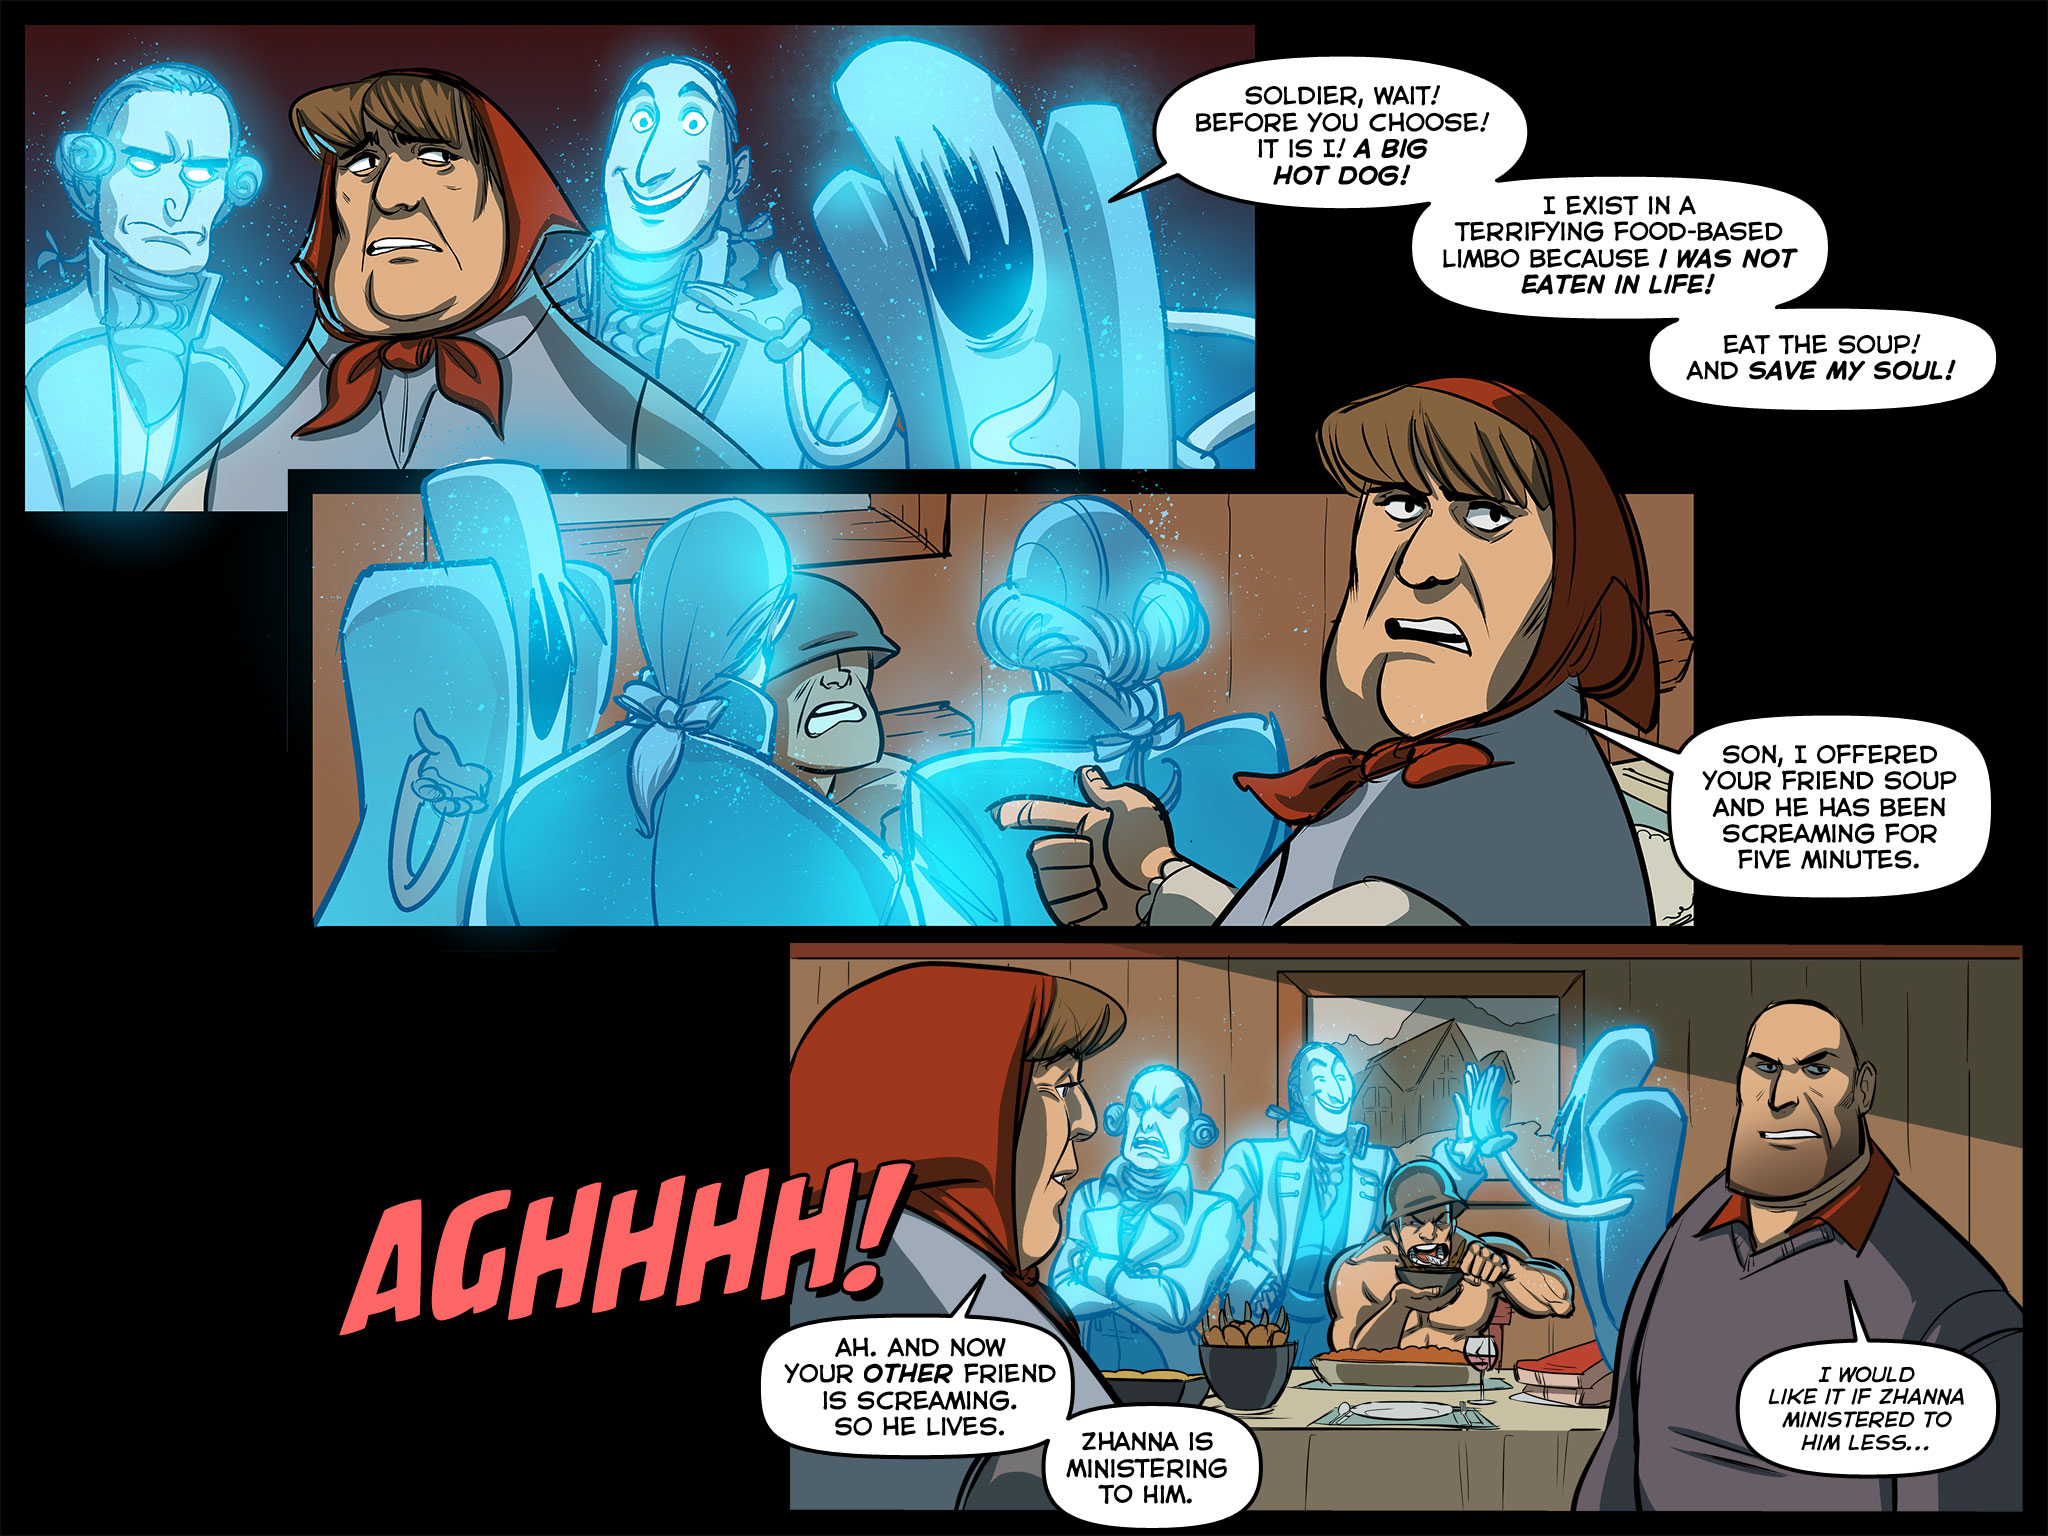 SOLDIER, WAIT!
BEFORE YOU CHOOSE!
IT IS I! A BIG
HOT DOG!
I EXIST IN A
TERRIFYING FOOD-BASED
LIMBO BECAUSE I WAS NOT
EATEN IN LIFE!
EAT THE SOUP!
AND SAVE MY SOUL!
SON, I OFFERED
YOUR FRIEND SOUP
AND HE HAS BEEN
SCREAMING FOR
FIVE MINUTES.
AGHHHH!
AH. AND NOW
YOUR OTHER FRIEND
IS SCREAMING.
SO HE LIVES.
ZHANNA IS
MINISTERING
TO HIM.
I WOULD
LIKE IT IF ZHANNA
MINISTERED TO
HIM LESS...